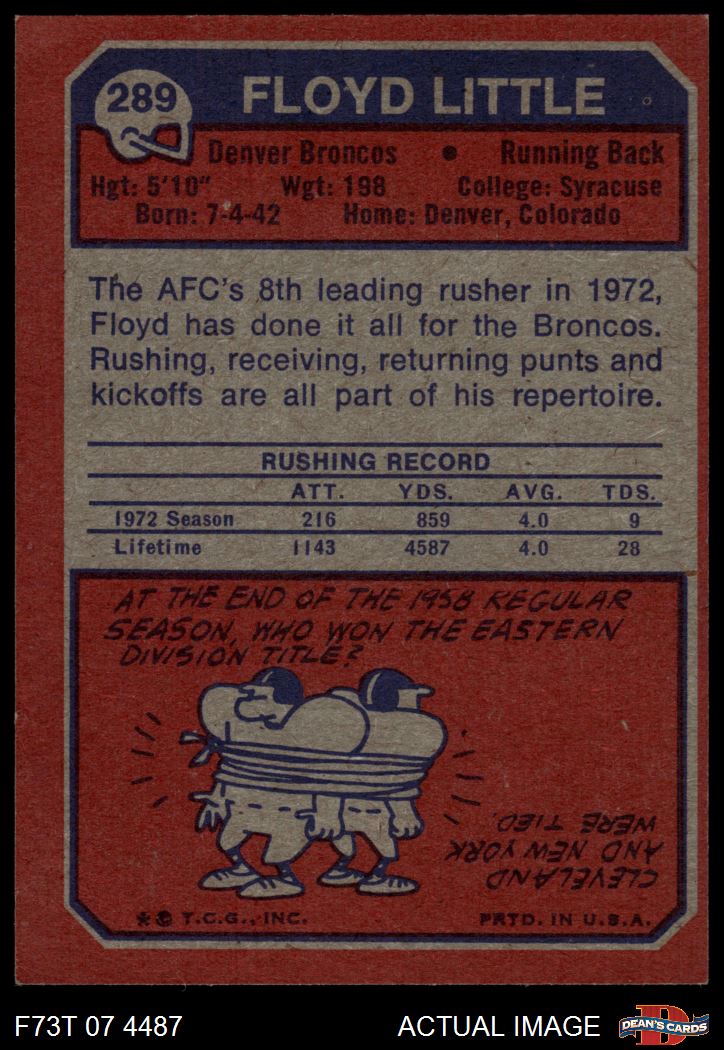 289 FLOYD LITTLE
Denver Broncos • Running Back
Hgt: 5'10" Wgt: 198 College: Syracuse
Born: 7-4-42 Home: Denver, Colorado
The AFC's 8th leading rusher in 1972,
Floyd has done it all for the Broncos.
Rushing, receiving, returning punts and
kickoffs are all part of his repertoire.
RUSHING RECORD
ATT. YDS. AVG. TDS.
1972 Season 216 859 4.0 9
Lifetime 1143 4587 4.0 28
AT THE END OF THE 1958 REGULAR
SEASON, WHO WON THE EASTERN
DIVISION TITLE?
CLEVELAND
AND NEW YORK
WERE TIED.
★ © T.C.G., INC. PRTD. IN U.S.A.
F73T 07 4487 ACTUAL IMAGE D DEAN'S CARDS